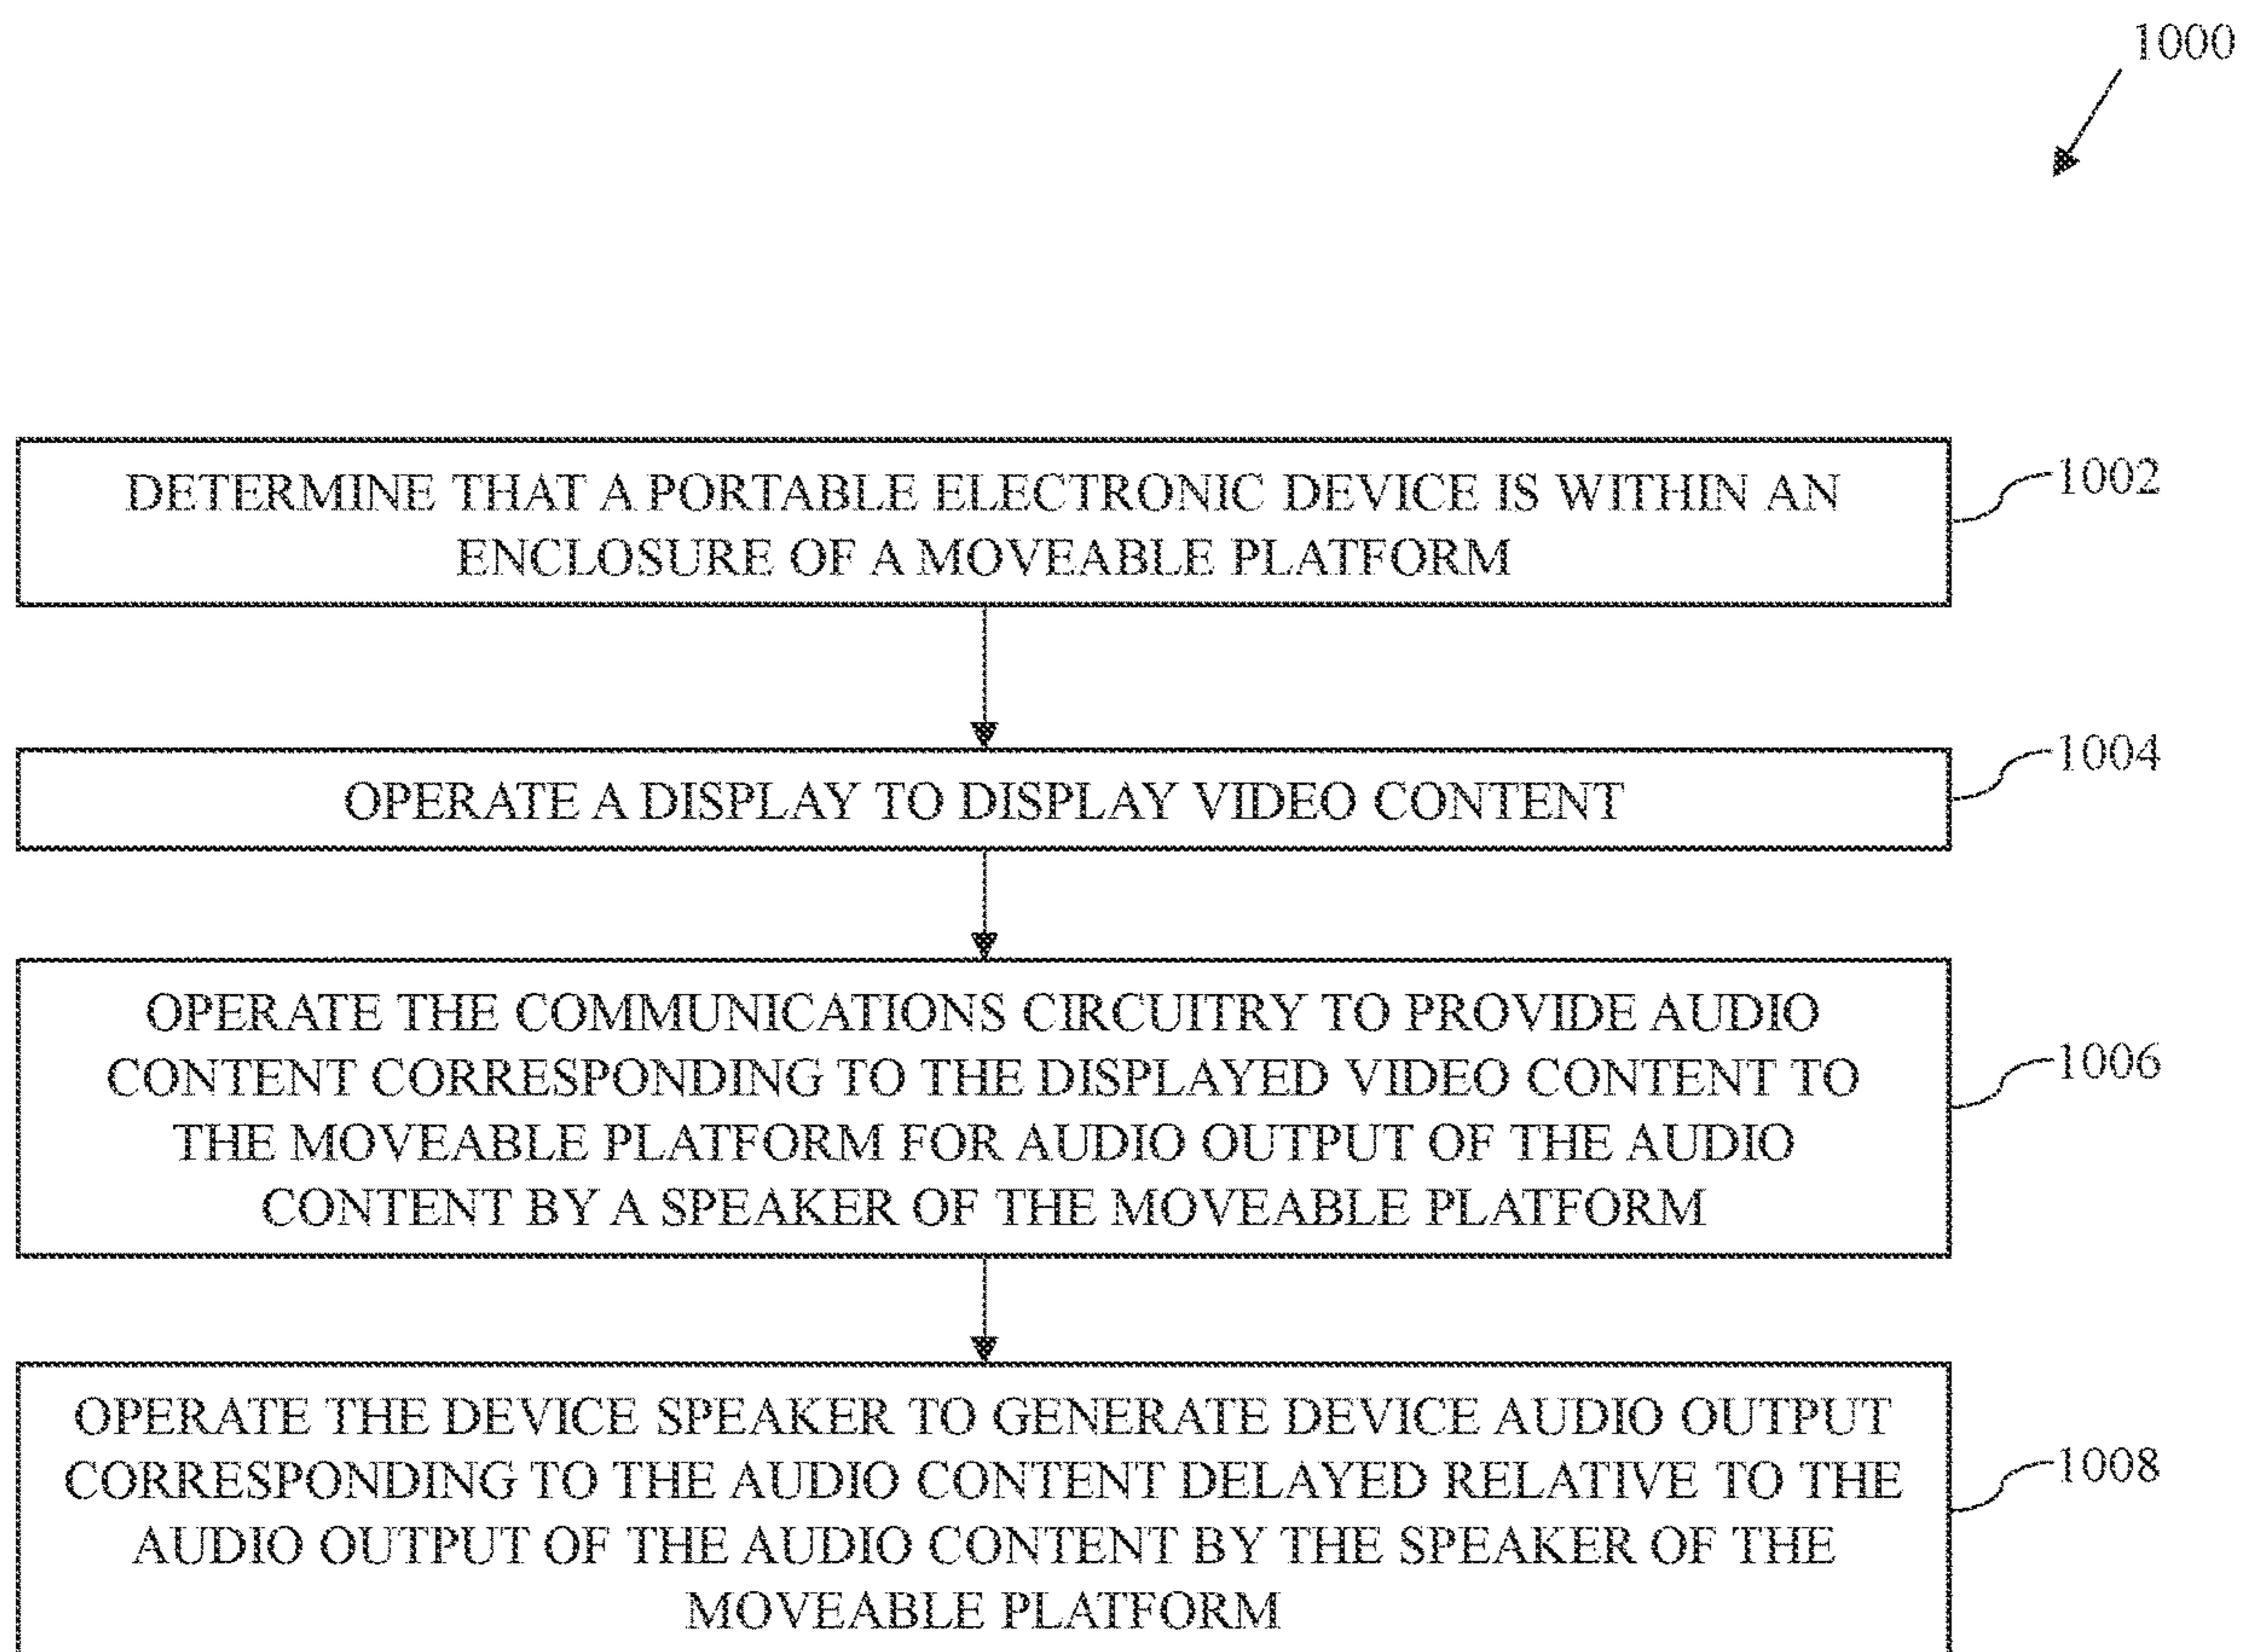 1000
DETERMINE THAT A PORTABLE ELECTRONIC DEVICE IS WITHIN AN
ENCLOSURE OF A MOVEABLE PLATFORM
1002
OPERATE A DISPLAY TO DISPLAY VIDEO CONTENT
1004
OPERATE THE COMMUNICATIONS CIRCUITRY TO PROVIDE AUDIO
CONTENT CORRESPONDING TO THE DISPLAYED VIDEO CONTENT TO
THE MOVEABLE PLATFORM FOR AUDIO OUTPUT OF THE AUDIO
CONTENT BY A SPEAKER OF THE MOVEABLE PLATFORM
1006
OPERATE THE DEVICE SPEAKER TO GENERATE DEVICE AUDIO OUTPUT
CORRESPONDING TO THE AUDIO CONTENT DELAYED RELATIVE TO THE
AUDIO OUTPUT OF THE AUDIO CONTENT BY THE SPEAKER OF THE
MOVEABLE PLATFORM
1008